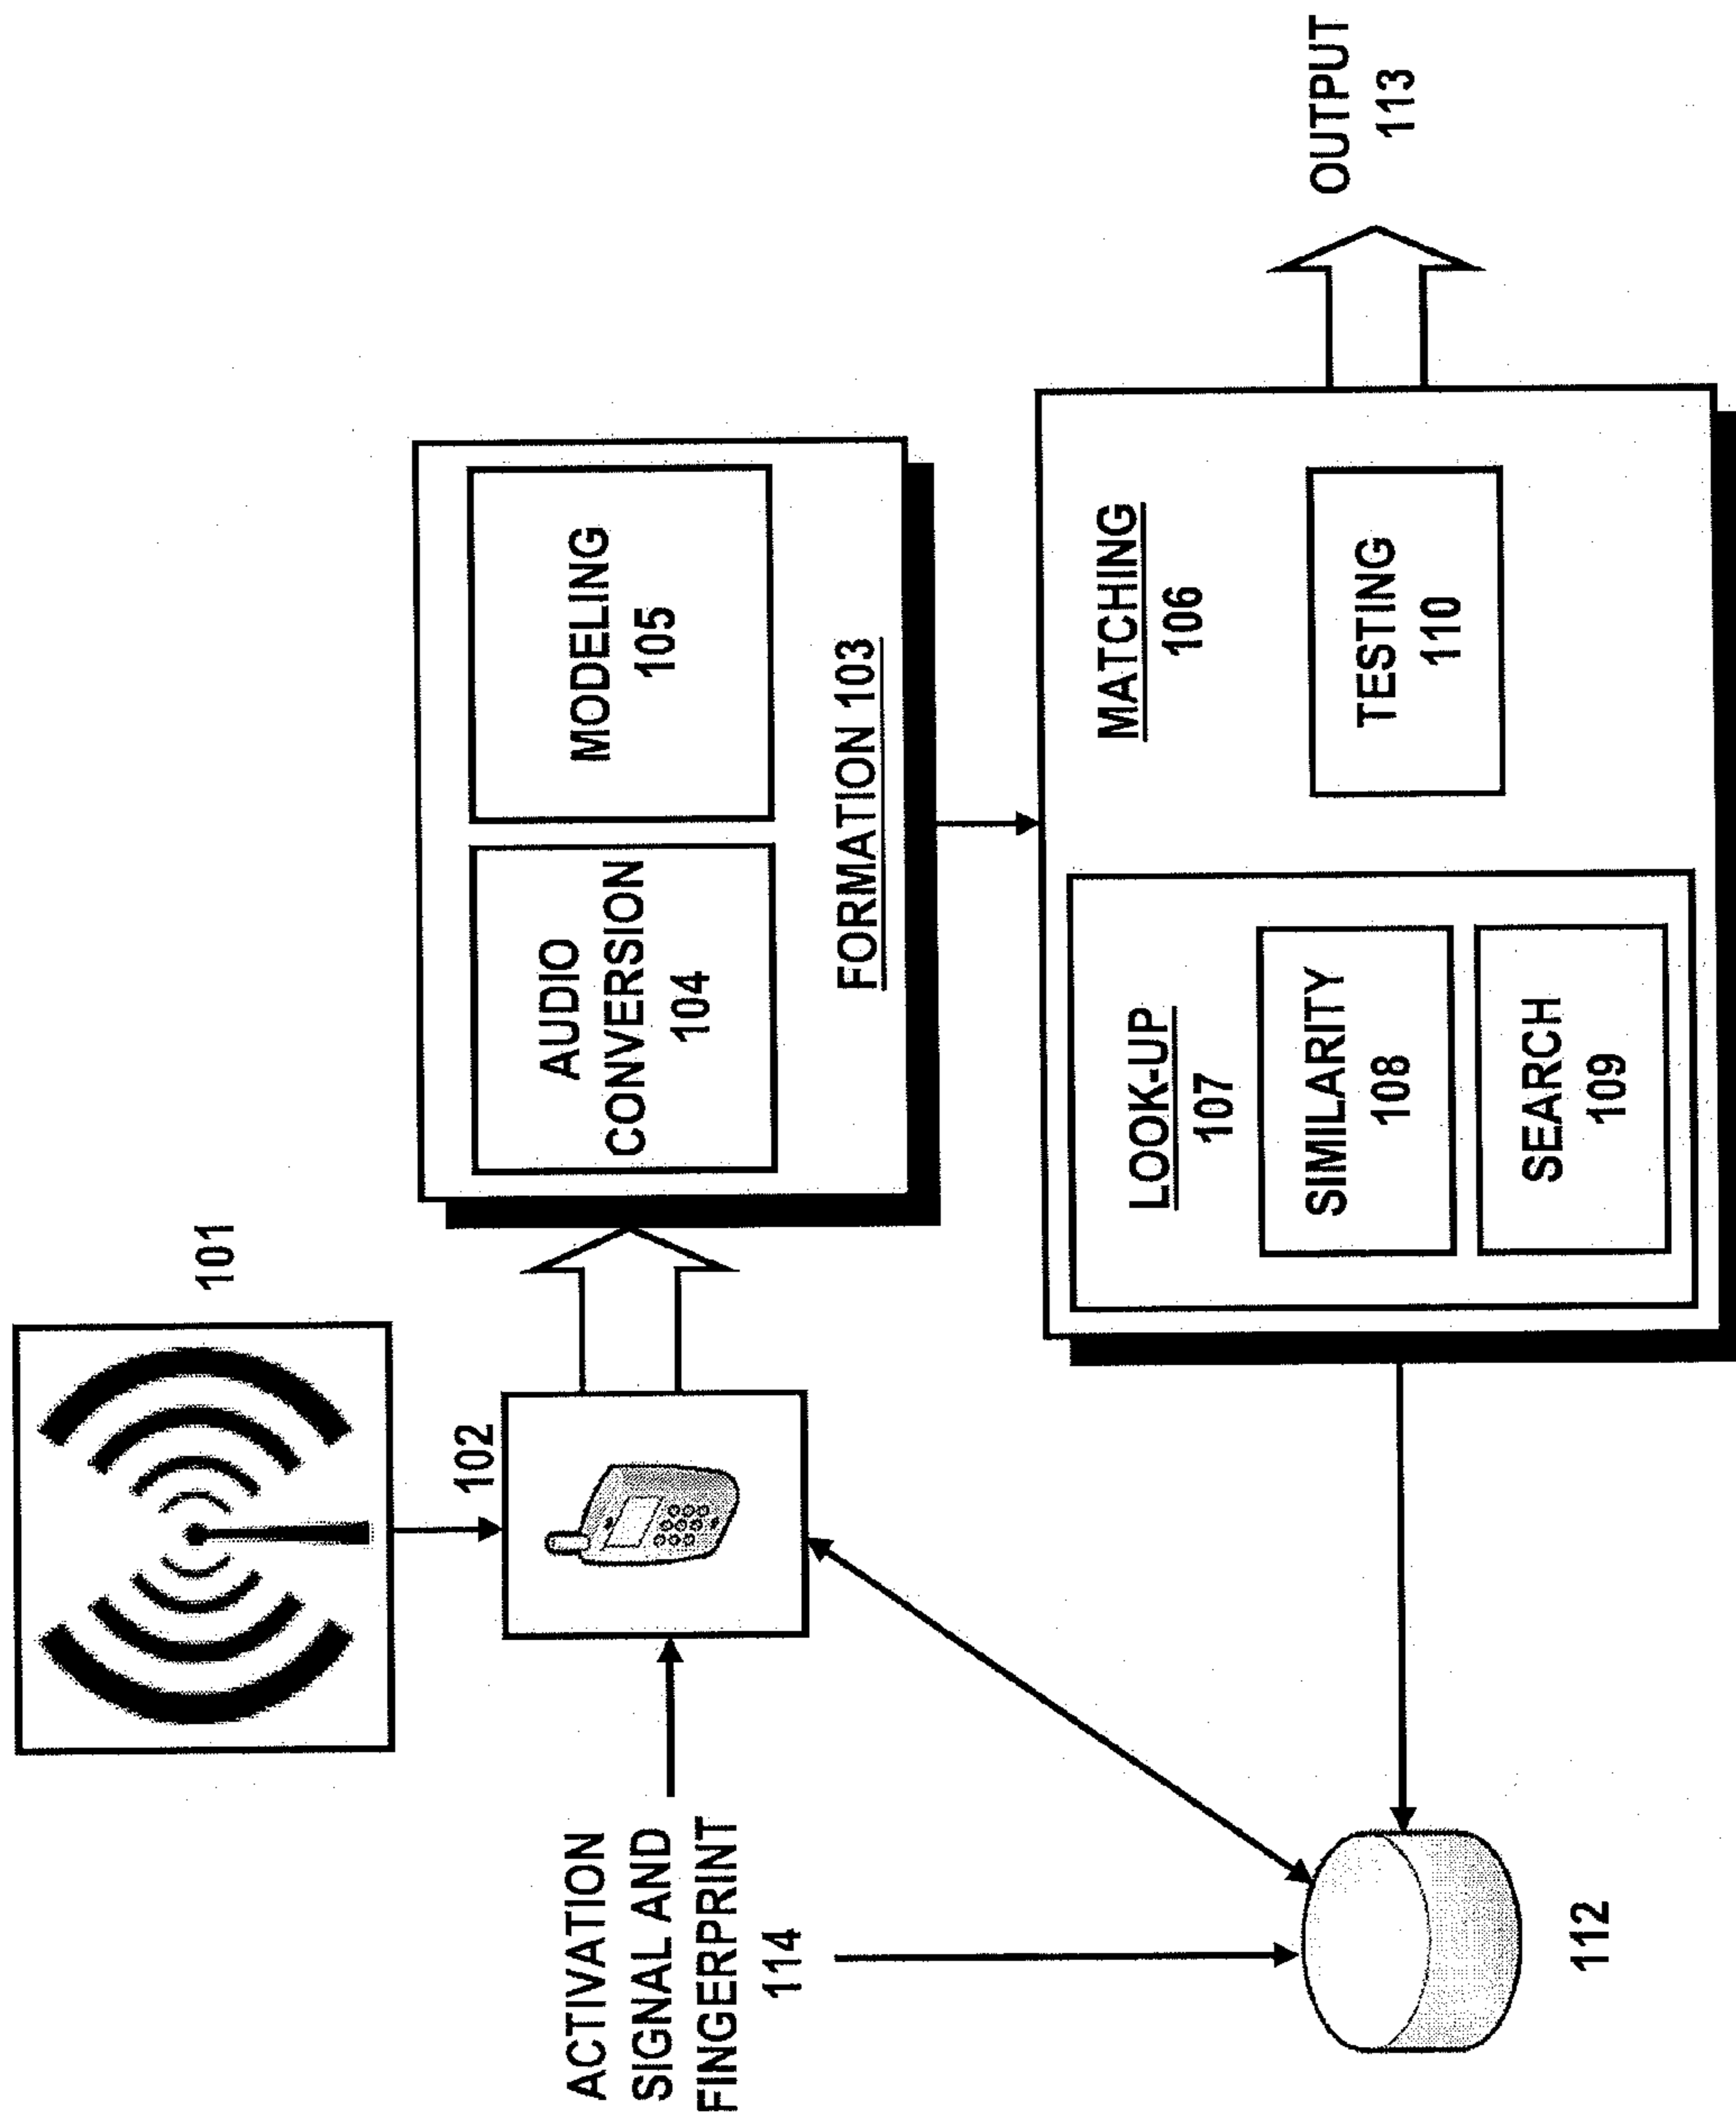 101
102
ACTIVATION
SIGNAL AND
FINGERPRINT
114
AUDIO
CONVERSION
104
MODELING
105
FORMATION 103
LOOK-UP
107
SIMILARITY
108
SEARCH
109
MATCHING
106
TESTING
110
OUTPUT
113
112